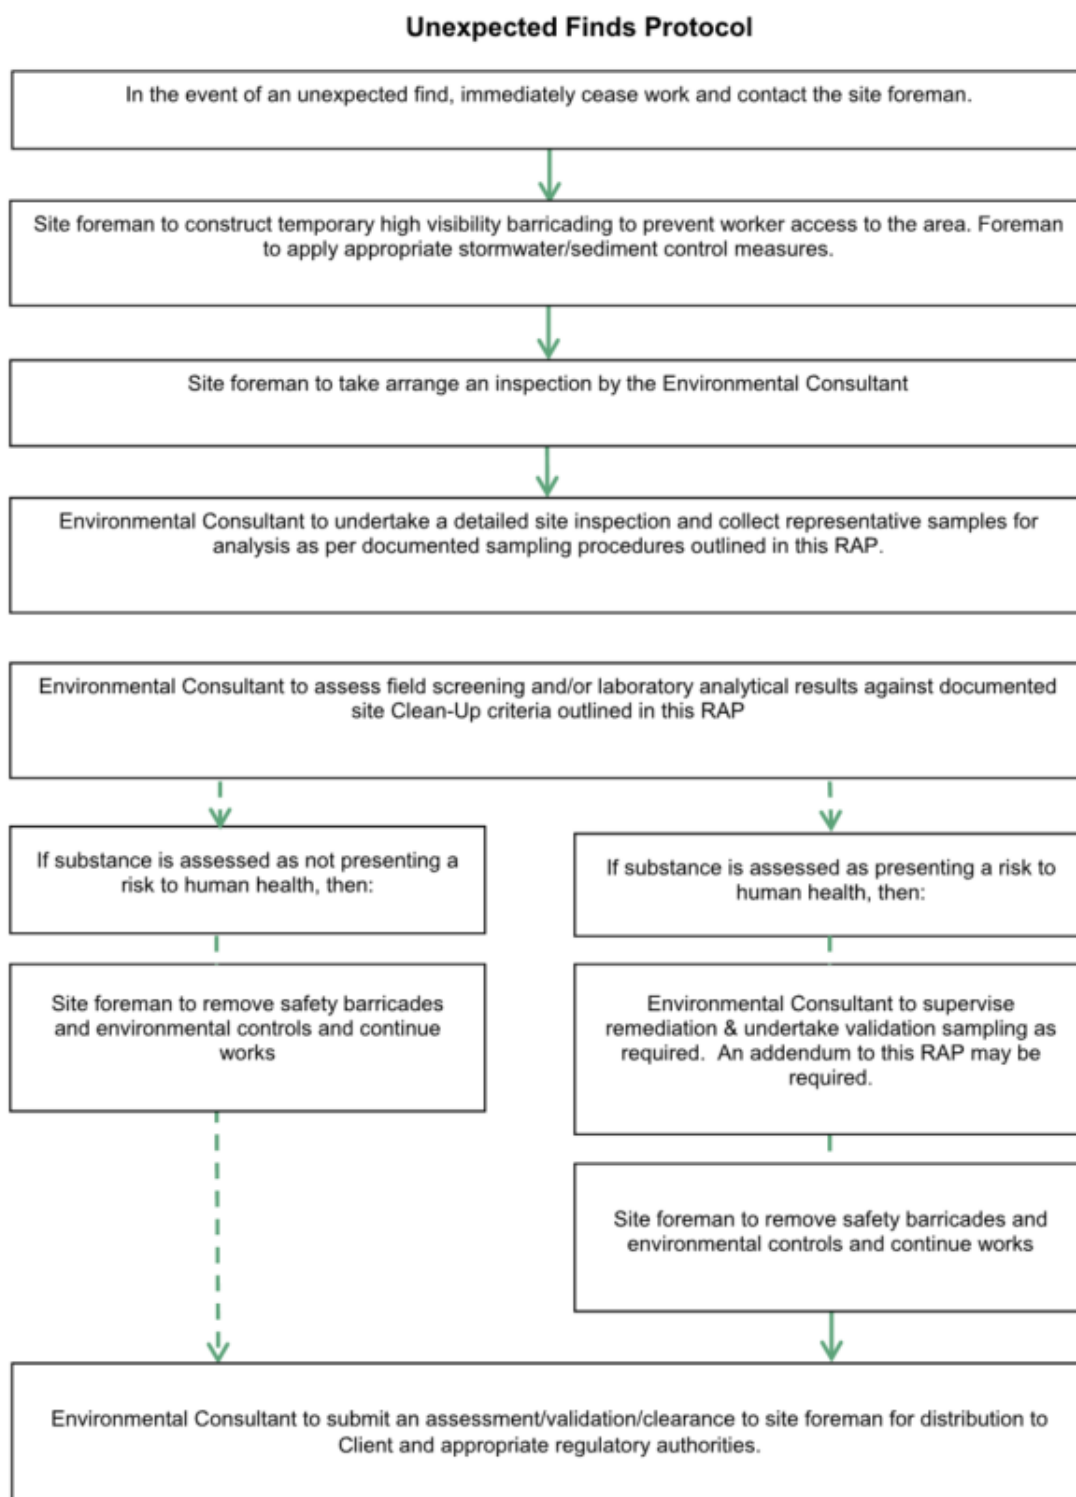 Unexpected Finds Protocol
In the event of an unexpected find, immediately cease work and contact the site foreman.
Site foreman to construct temporary high visibility barricading to prevent worker access to the area. Foreman
to apply appropriate stormwater/sediment control measures.
Site foreman to take arrange an inspection by the Environmental Consultant
Environmental Consultant to undertake a detailed site inspection and collect representative samples for
analysis as per documented sampling procedures outlined in this RAP.
Environmental Consultant to assess field screening and/or laboratory analytical results against documented
site Clean-Up criteria outlined in this RAP
If substance is assessed as not presenting a
risk to human health, then:
If substance is assessed as presenting a risk to
human health, then:
Site foreman to remove safety barricades
and environmental controls and continue
works
Environmental Consultant to supervise
remediation & undertake validation sampling as
required.  An addendum to this RAP may be
required.
Site foreman to remove safety barricades and
environmental controls and continue works
Environmental Consultant to submit an assessment/validation/clearance to site foreman for distribution to
Client and appropriate regulatory authorities.